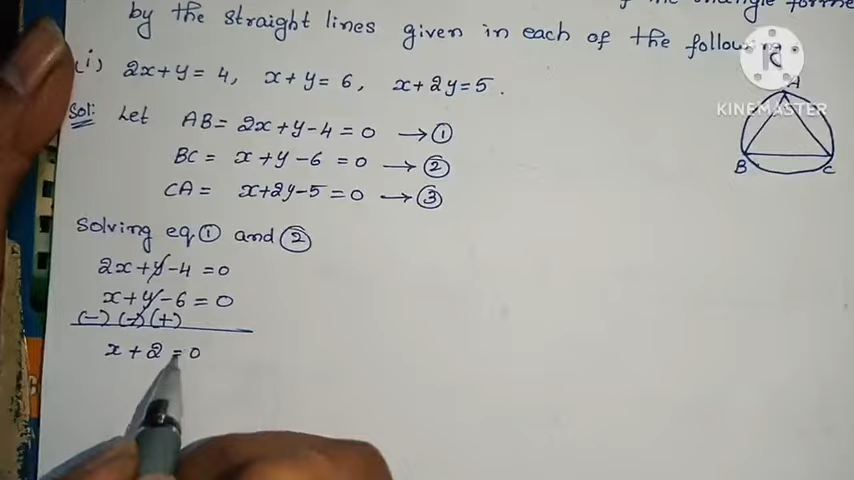 by the straight lines given in each of the following
(i) 2x+y=4, x+y=6, x+2y=5.
Sol: Let AB = 2x+y-4=0 → ①
BC = x+y-6=0 → ②
CA = x+2y-5=0 → ③
Solving eq ① and ②
2x+y-4=0
x+y-6=0
(-) (-) (+)
x+2=0
K
KINEMASTER
A
B C